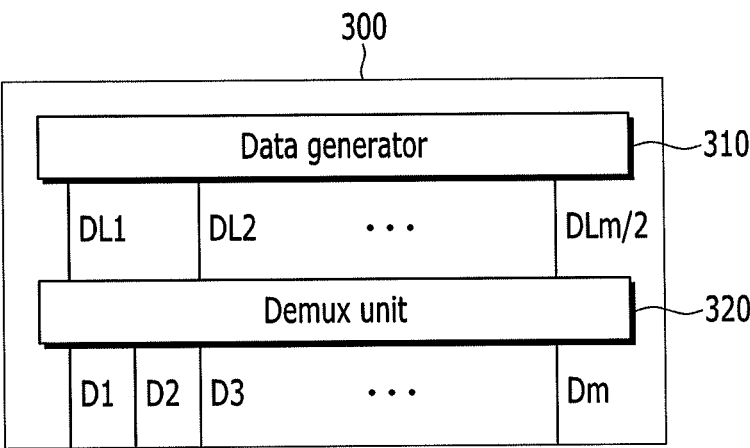 300
Data generator
310
DL1 DL2 ... DLm/2
Demux unit
320
D1 D2 D3 ... Dm